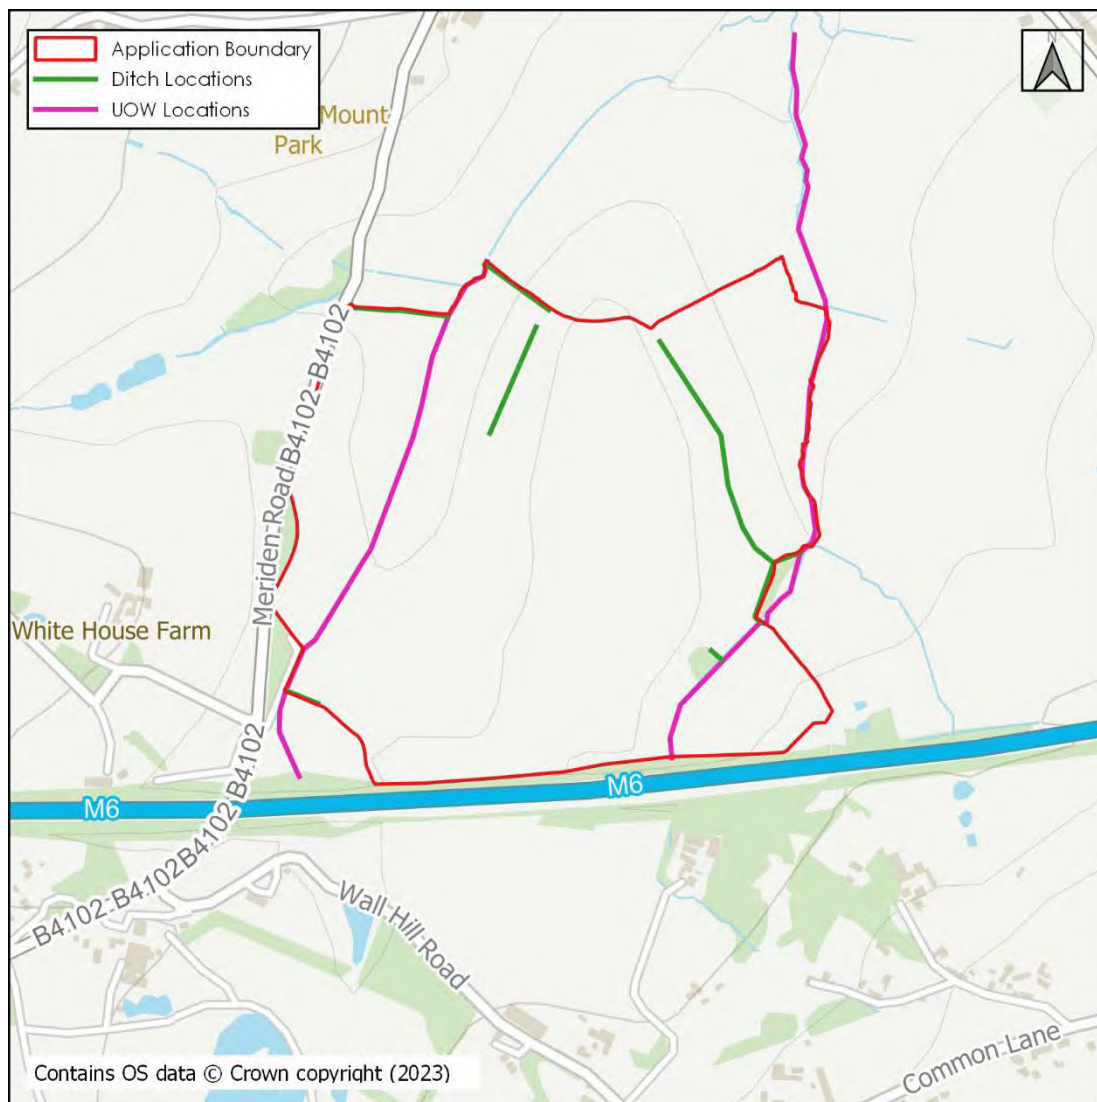 Application Boundary
Ditch Locations
UOW Locations
N
Mount
Park
Meriden Road B4102-B4102
White House Farm
B4102-B4102 B4102 B4102
M6
M6
Wall Hill Road
Common Lane
Contains OS data © Crown copyright (2023)